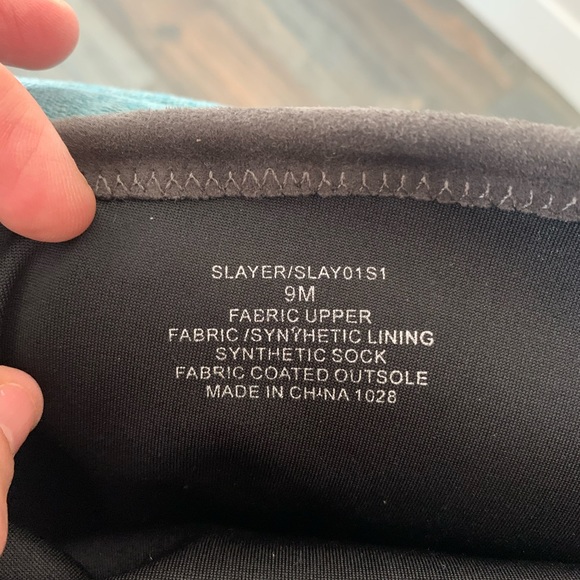 SLAYER/SLAY01S1
9M
FABRIC UPPER
FABRIC /SYNTHETIC LINING
SYNTHETIC SOCK
FABRIC COATED OUTSOLE
MADE IN CHINA 1028